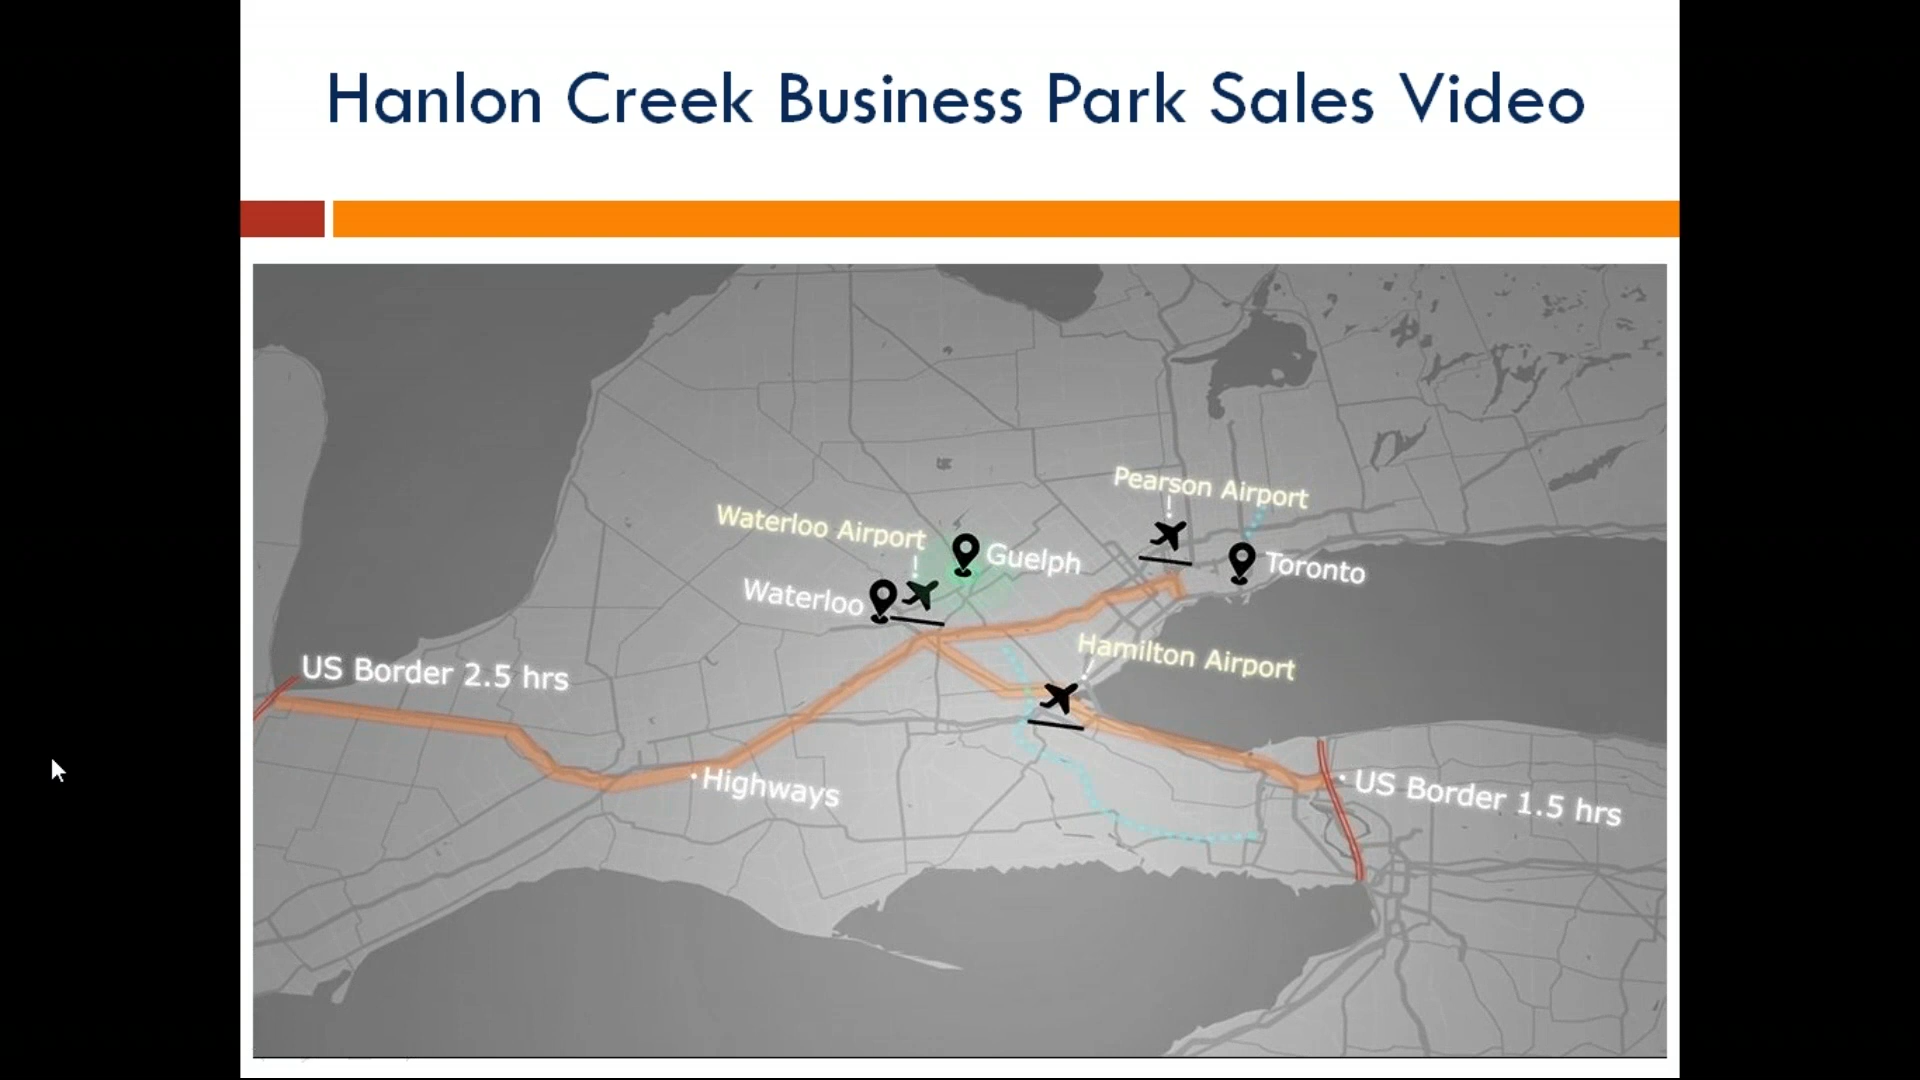 Hanlon Creek Business Park Sales Video
Pearson Airport
Waterloo Airport
Guelph
Toronto
Waterloo
Hamilton Airport
US Border 2.5 hrs
Highways
US Border 1.5 hrs